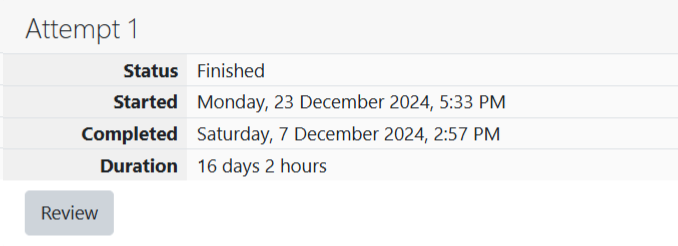 Attempt 1
Status Finished
Started Monday, 23 December 2024, 5:33 PM
Completed Saturday, 7 December 2024, 2:57 PM
Duration 16 days 2 hours
Review